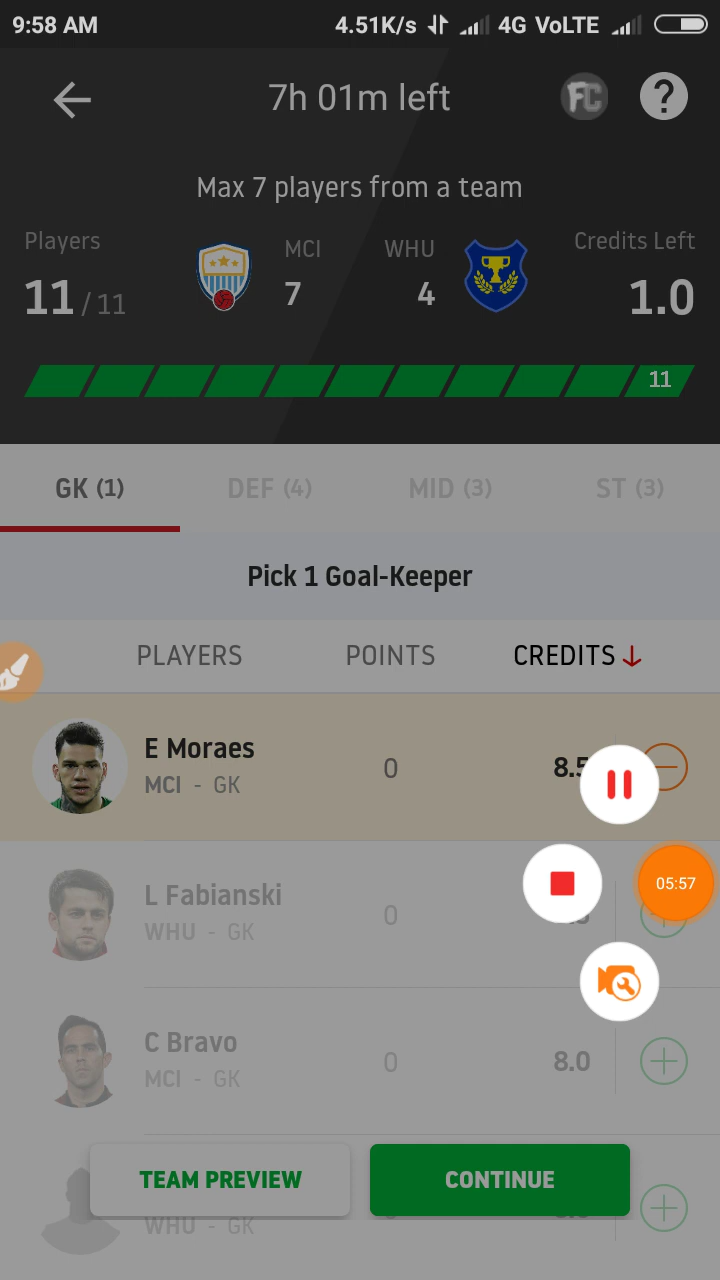 9:58 AM 4.51K/s 4G VoLTE
7h 01m left FC ?
Max 7 players from a team
Players MCI WHU Credits Left
11 / 11 7 4 1.0
11
GK (1) DEF (4) MID (3) ST (3)
Pick 1 Goal-Keeper
PLAYERS POINTS CREDITS
E Moraes
0 8.5
MCI - GK
L Fabianski
0
WHU - GK
05:57
C Bravo
0 8.0
MCI - GK
TEAM PREVIEW CONTINUE
WHU - GK